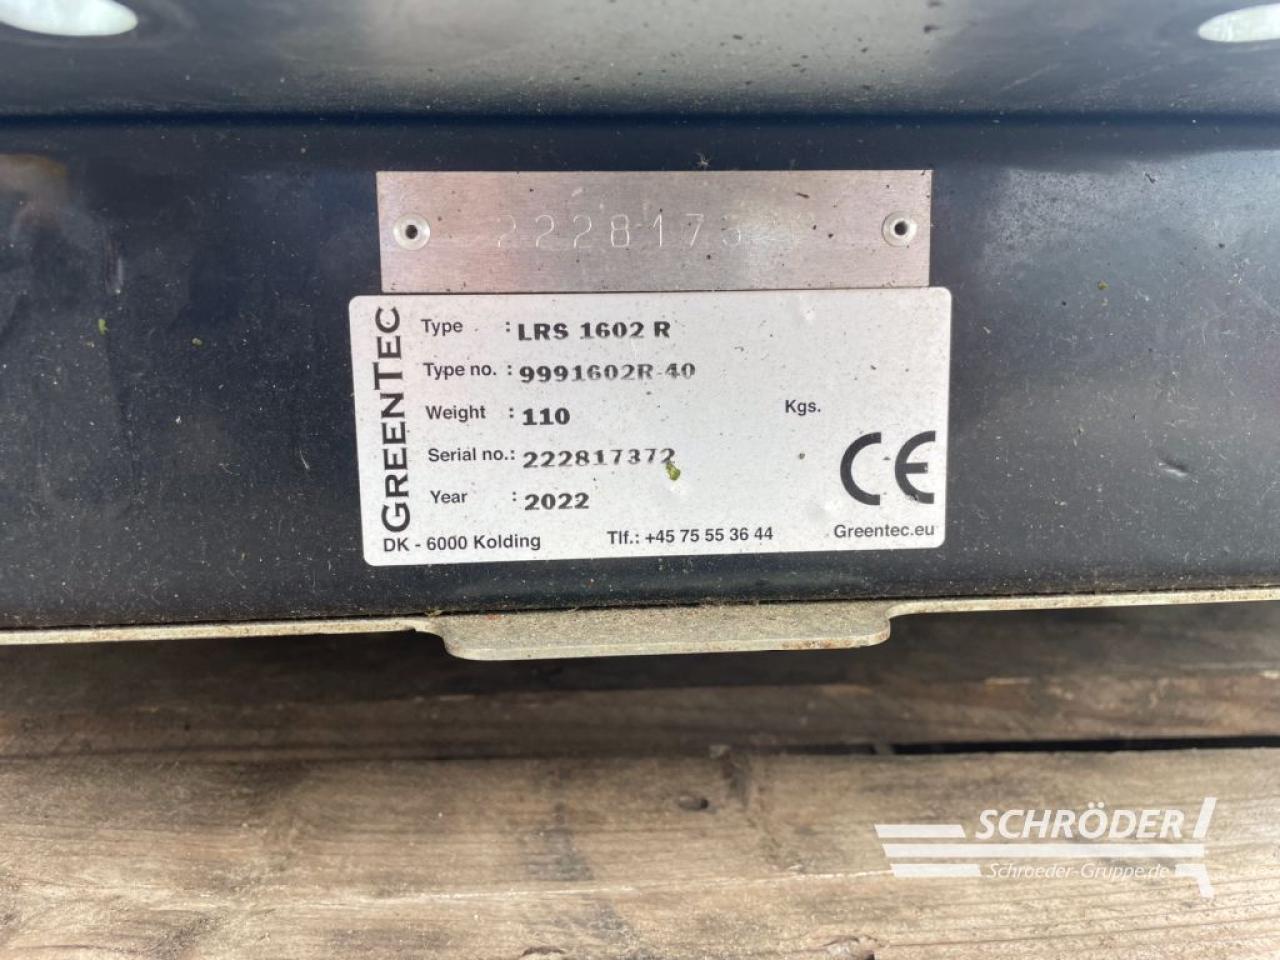 GREENTEC
Type : LRS 1602 R
Type no. : 9991602R-40
Weight : 110 Kgs.
Serial no.: 222817372
Year : 2022
CE
DK - 6000 Kolding Tlf.: +45 75 55 36 44 Greentec.eu
SCHRÖDER
Schroeder-Gruppe.de